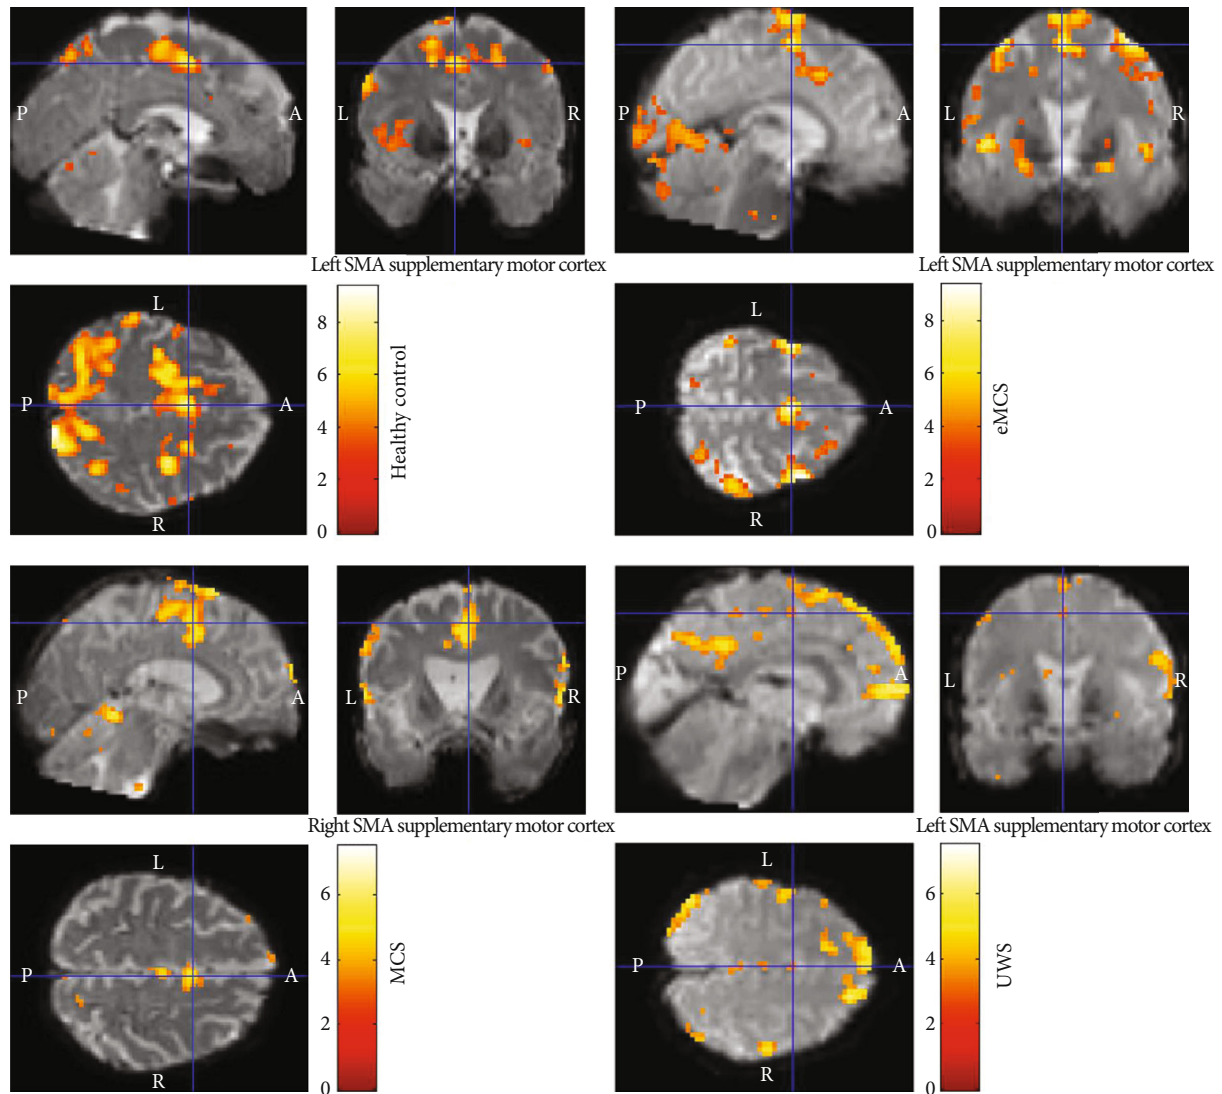 P A
L R
P A
L R
Left SMA supplementary motor cortex
Left SMA supplementary motor cortex
L
P A
R
8
6
4
2
0
Healthy control
L
P A
R
8
6
4
2
0
eMCS
P A
L R
P A
L R
Right SMA supplementary motor cortex
Left SMA supplementary motor cortex
L
P A
R
6
4
2
0
MCS
L
P A
R
6
4
2
0
UWS